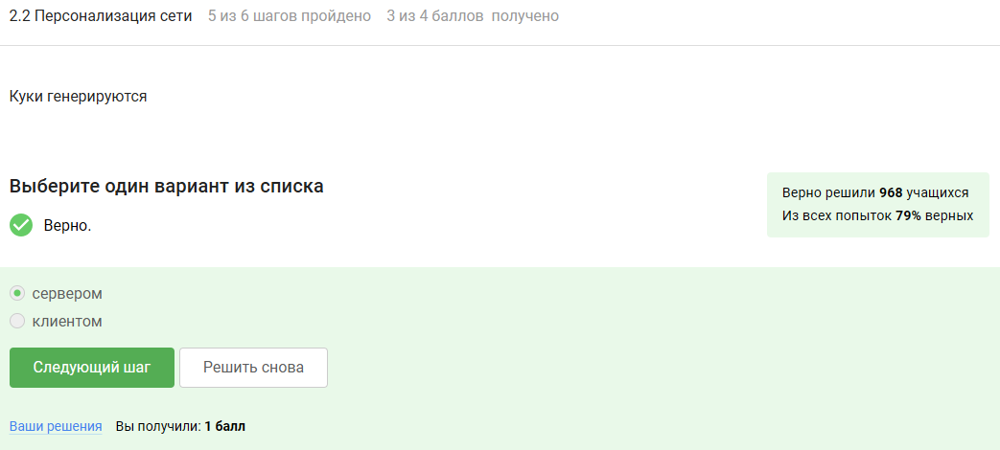 2.2 Персонализация сети 5 из 6 шагов пройдено 3 из 4 баллов получено
Куки генерируются
Выберите один вариант из списка
Верно.
Верно решили 968 учащихся
Из всех попыток 79% верных
сервером
клиентом
Следующий шаг Решить снова
Ваши решения Вы получили: 1 балл